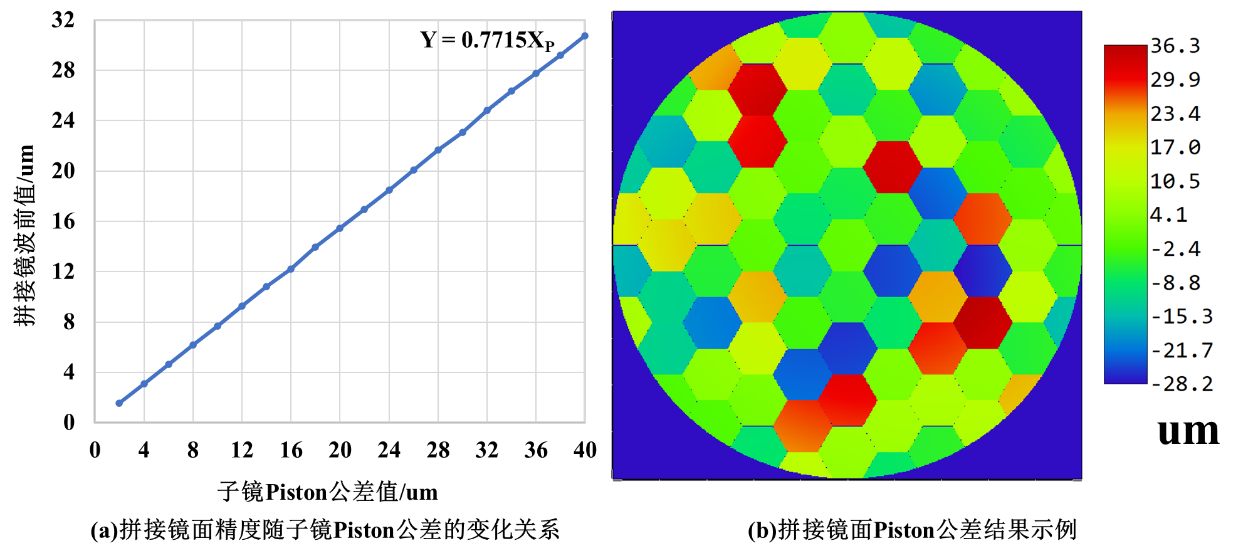 32
28
24
20
16
12
8
4
0
Y = 0.7715X_P
拼接镜波前值/um
0 4 8 12 16 20 24 28 32 36 40
子镜Piston公差值/um
(a)拼接镜面精度随子镜Piston公差的变化关系
36.3
29.9
23.4
17.0
10.5
4.1
-2.4
-8.8
-15.3
-21.7
-28.2
um
(b)拼接镜面Piston公差结果示例